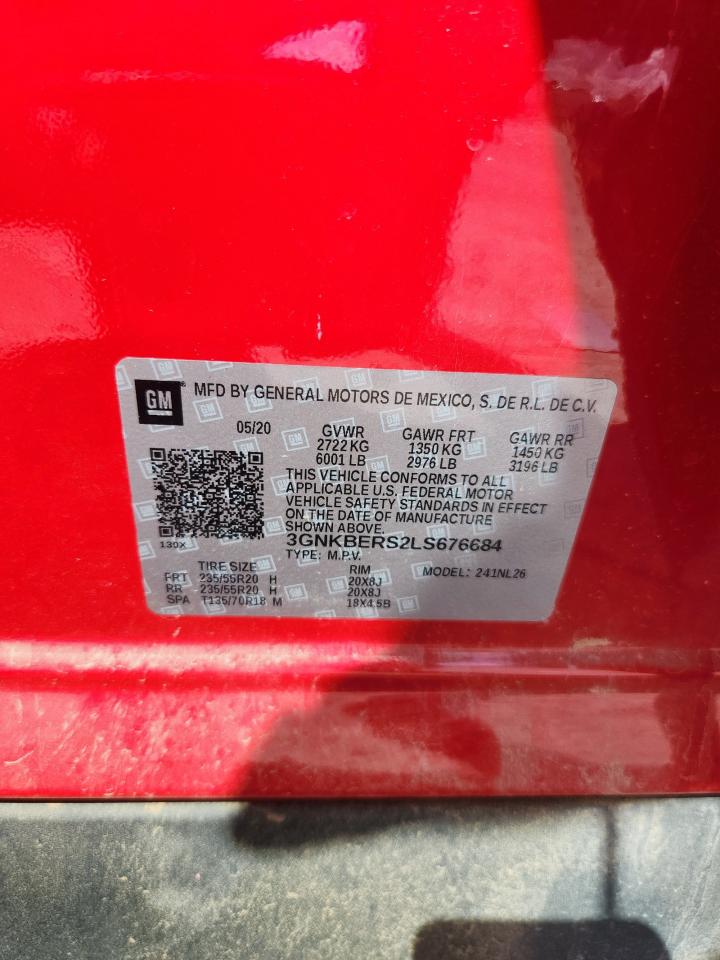 GM MFD BY GENERAL MOTORS DE MEXICO, S. DE R.L. DE C.V.
05/20 GVWR GAWR FRT GAWR RR
2722 KG 1350 KG 1450 KG
6001 LB 2976 LB 3196 LB
THIS VEHICLE CONFORMS TO ALL
APPLICABLE U.S. FEDERAL MOTOR
VEHICLE SAFETY STANDARDS IN EFFECT
ON THE DATE OF MANUFACTURE
SHOWN ABOVE.
139X 3GNKBERS2LS676684
TYPE: M.P.V.
TIRE SIZE RIM MODEL: 241NL26
FRT 235/55R20 H 20X8J
RR 235/55R20 H 20X8J
SPA T135/70R18 M 18X4.5B